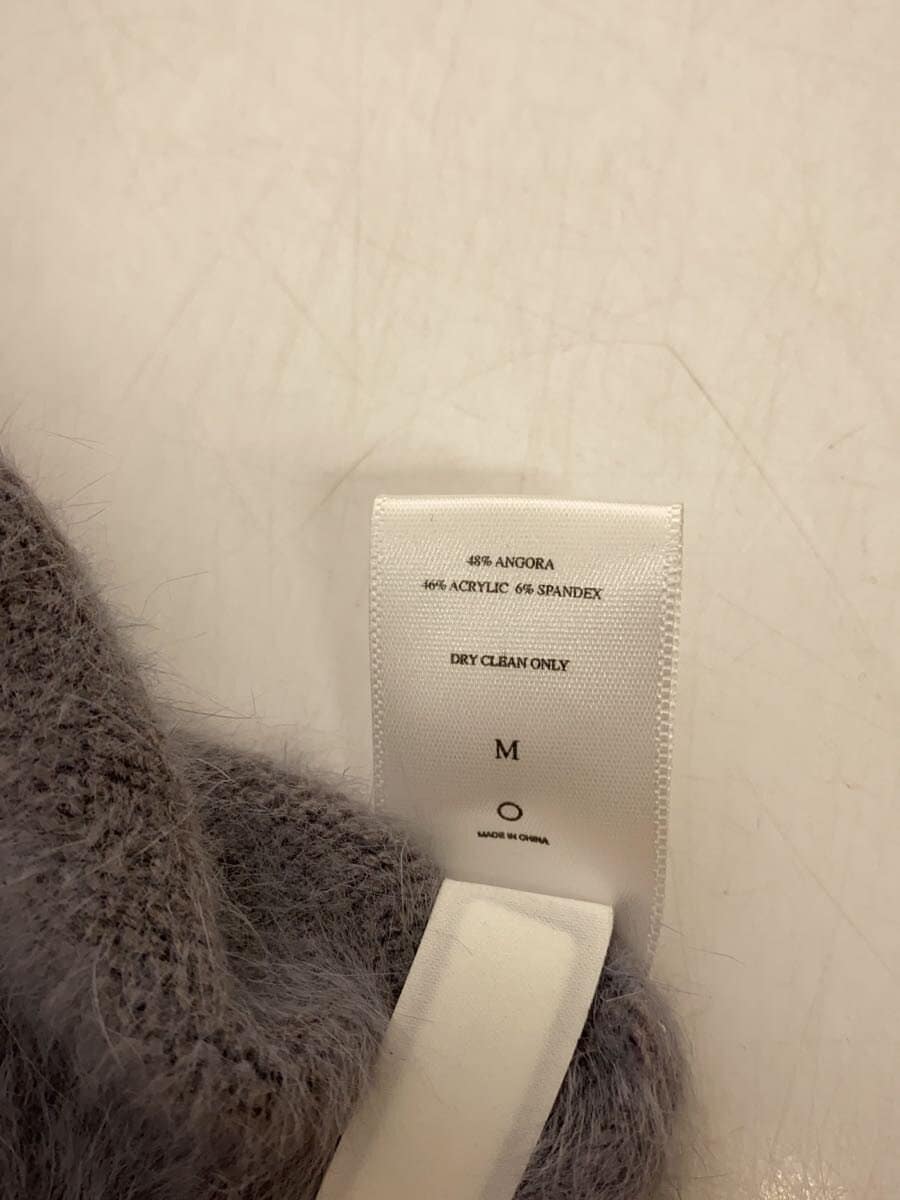 48% ANGORA
46% ACRYLIC 6% SPANDEX
DRY CLEAN ONLY
M
MADE IN CHINA